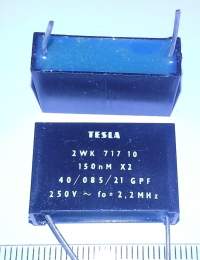 TESLA
2WK 717 10
150nM X2
40/085/21 GPF
250V ~ fo=2,2MHz